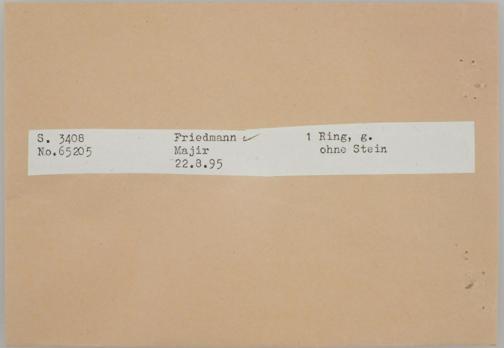 S. 3408 Friedmann ✓ 1 Ring, g.
No.65205 Majir ohne Stein
22.8.95